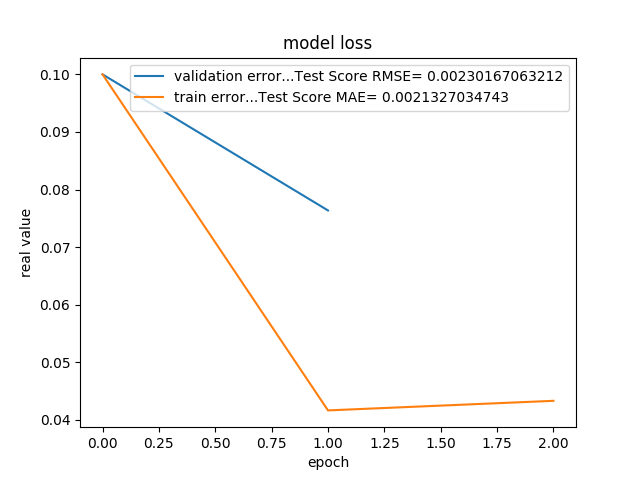 model loss
validation error...Test Score RMSE= 0.00230167063212
train error...Test Score MAE= 0.0021327034743
0.10
0.09
0.08
0.07
0.06
0.05
0.04
real value
0.00 0.25 0.50 0.75 1.00 1.25 1.50 1.75 2.00
epoch